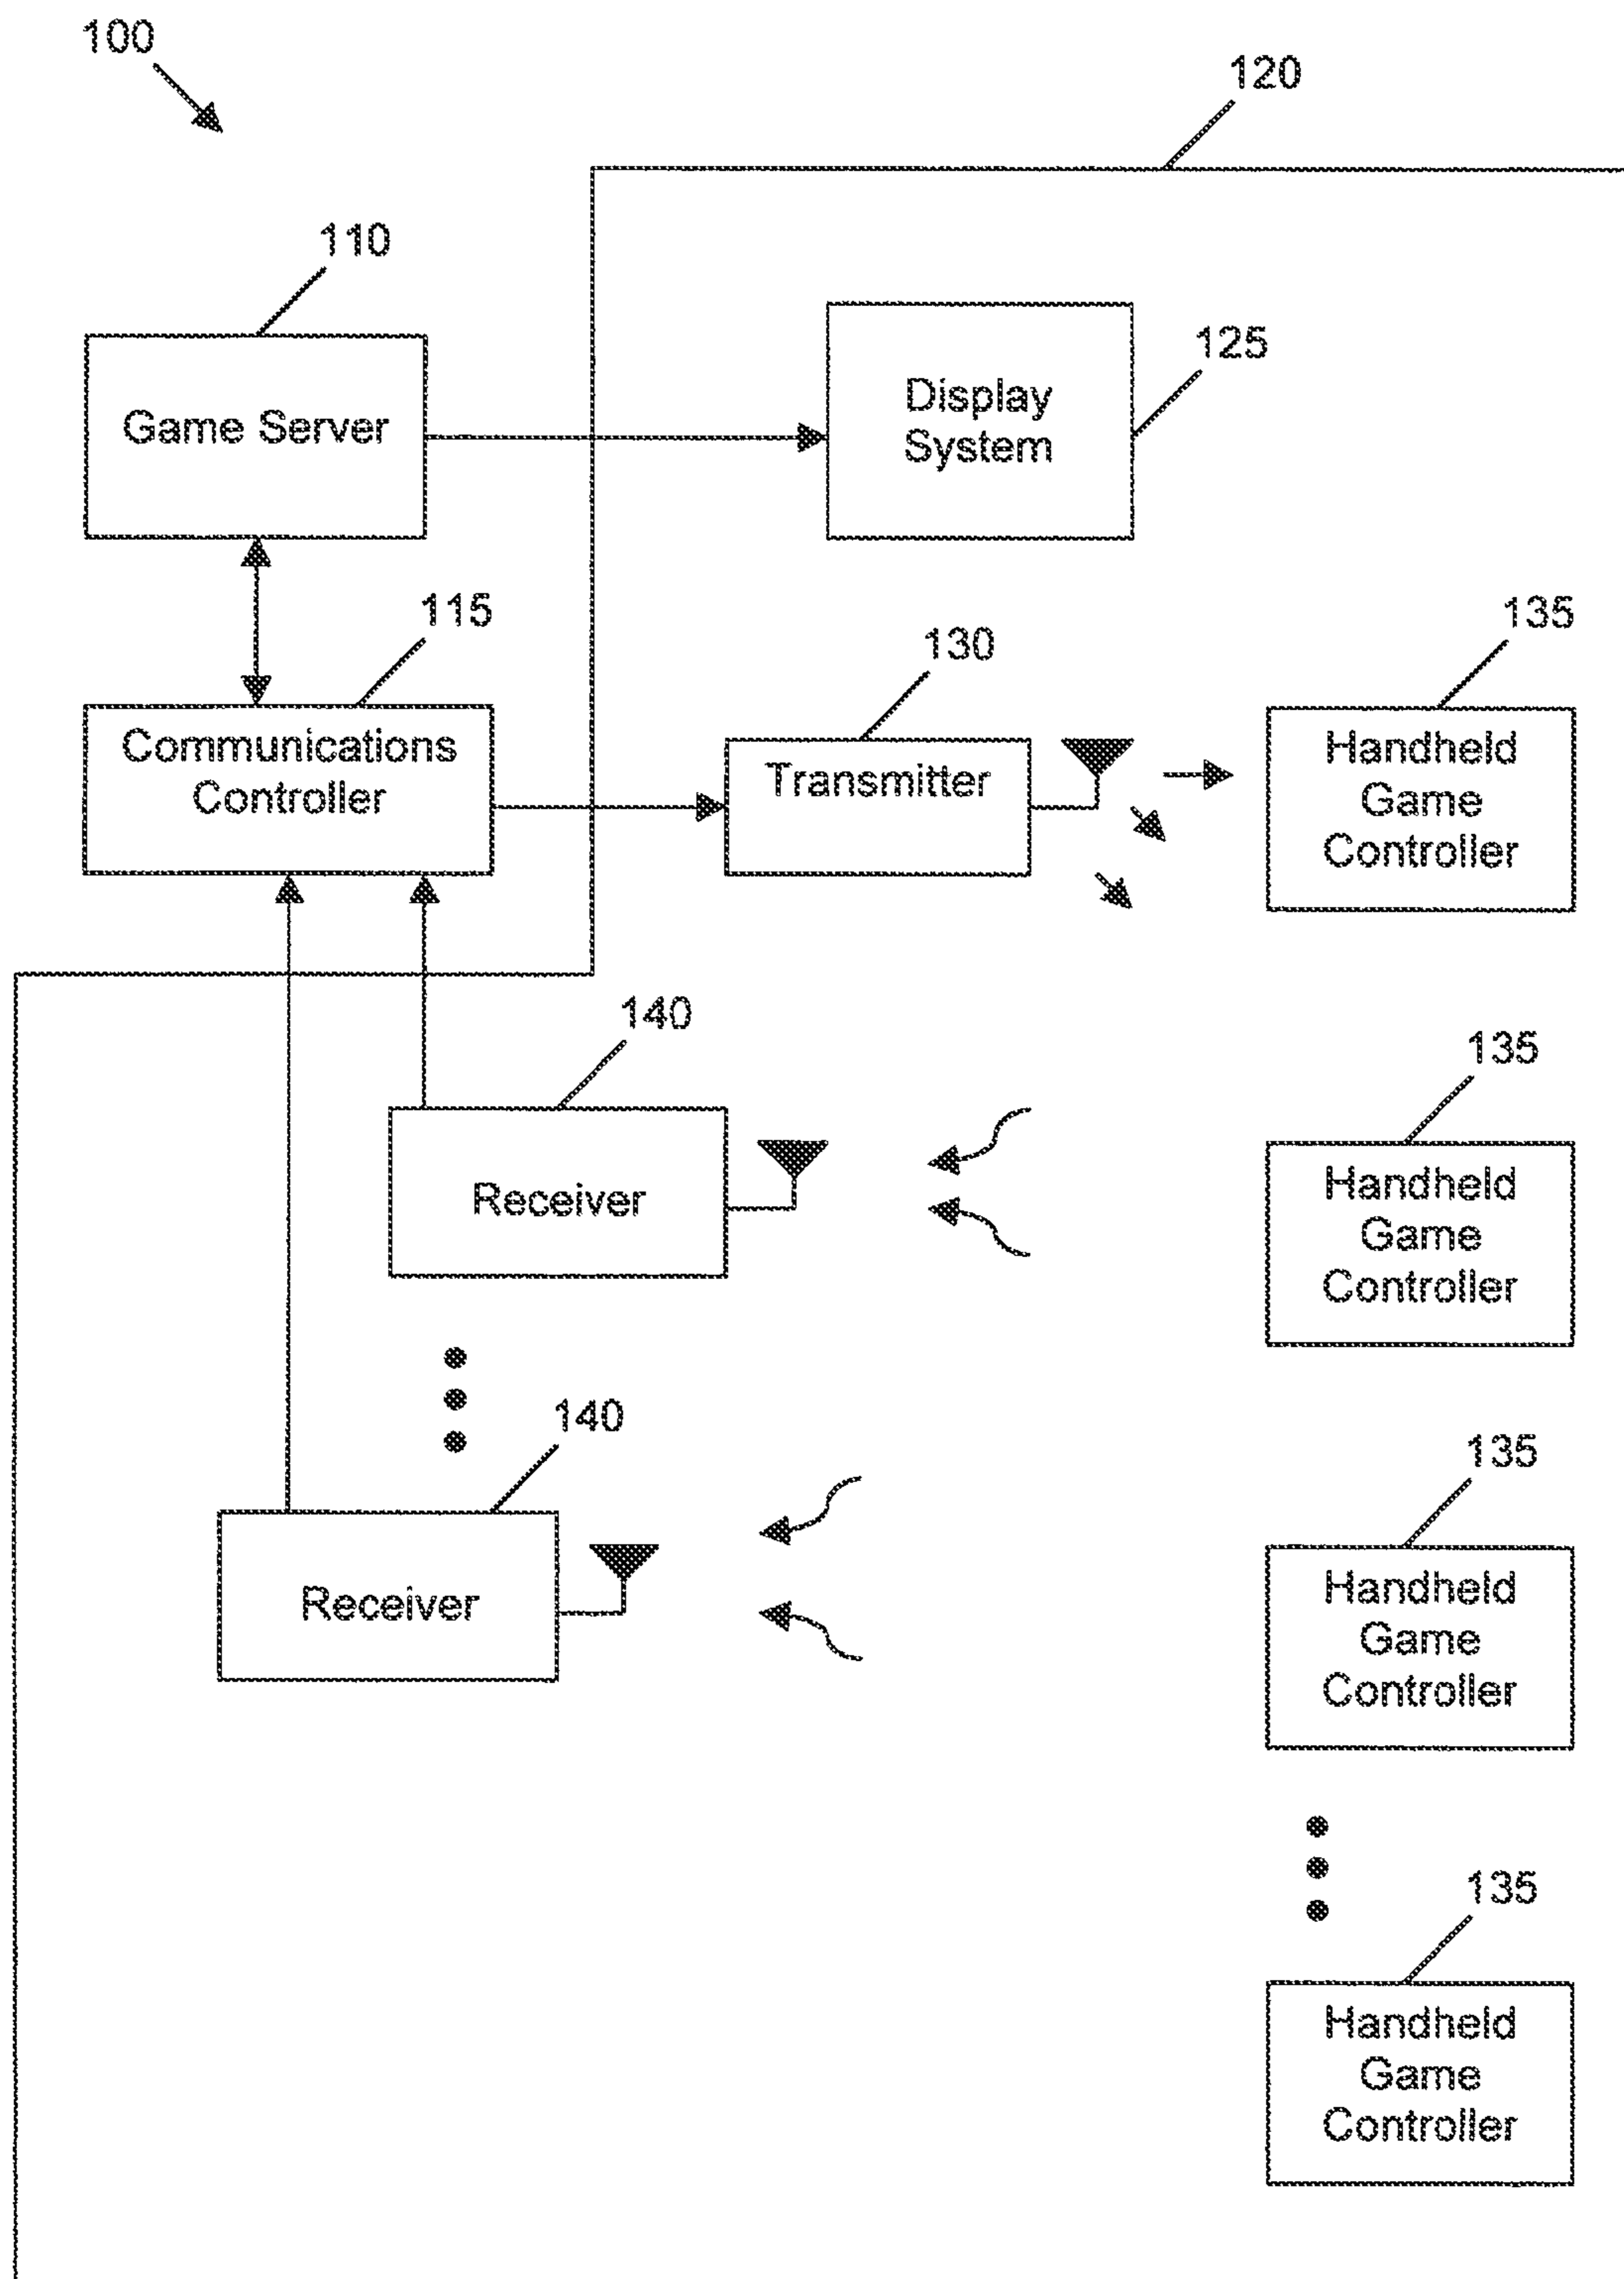 100
120
110
Game Server
Display
System
125
115
Communications
Controller
130
Transmitter
135
Handheld
Game
Controller
140
Receiver
135
Handheld
Game
Controller
140
Receiver
135
Handheld
Game
Controller
135
Handheld
Game
Controller